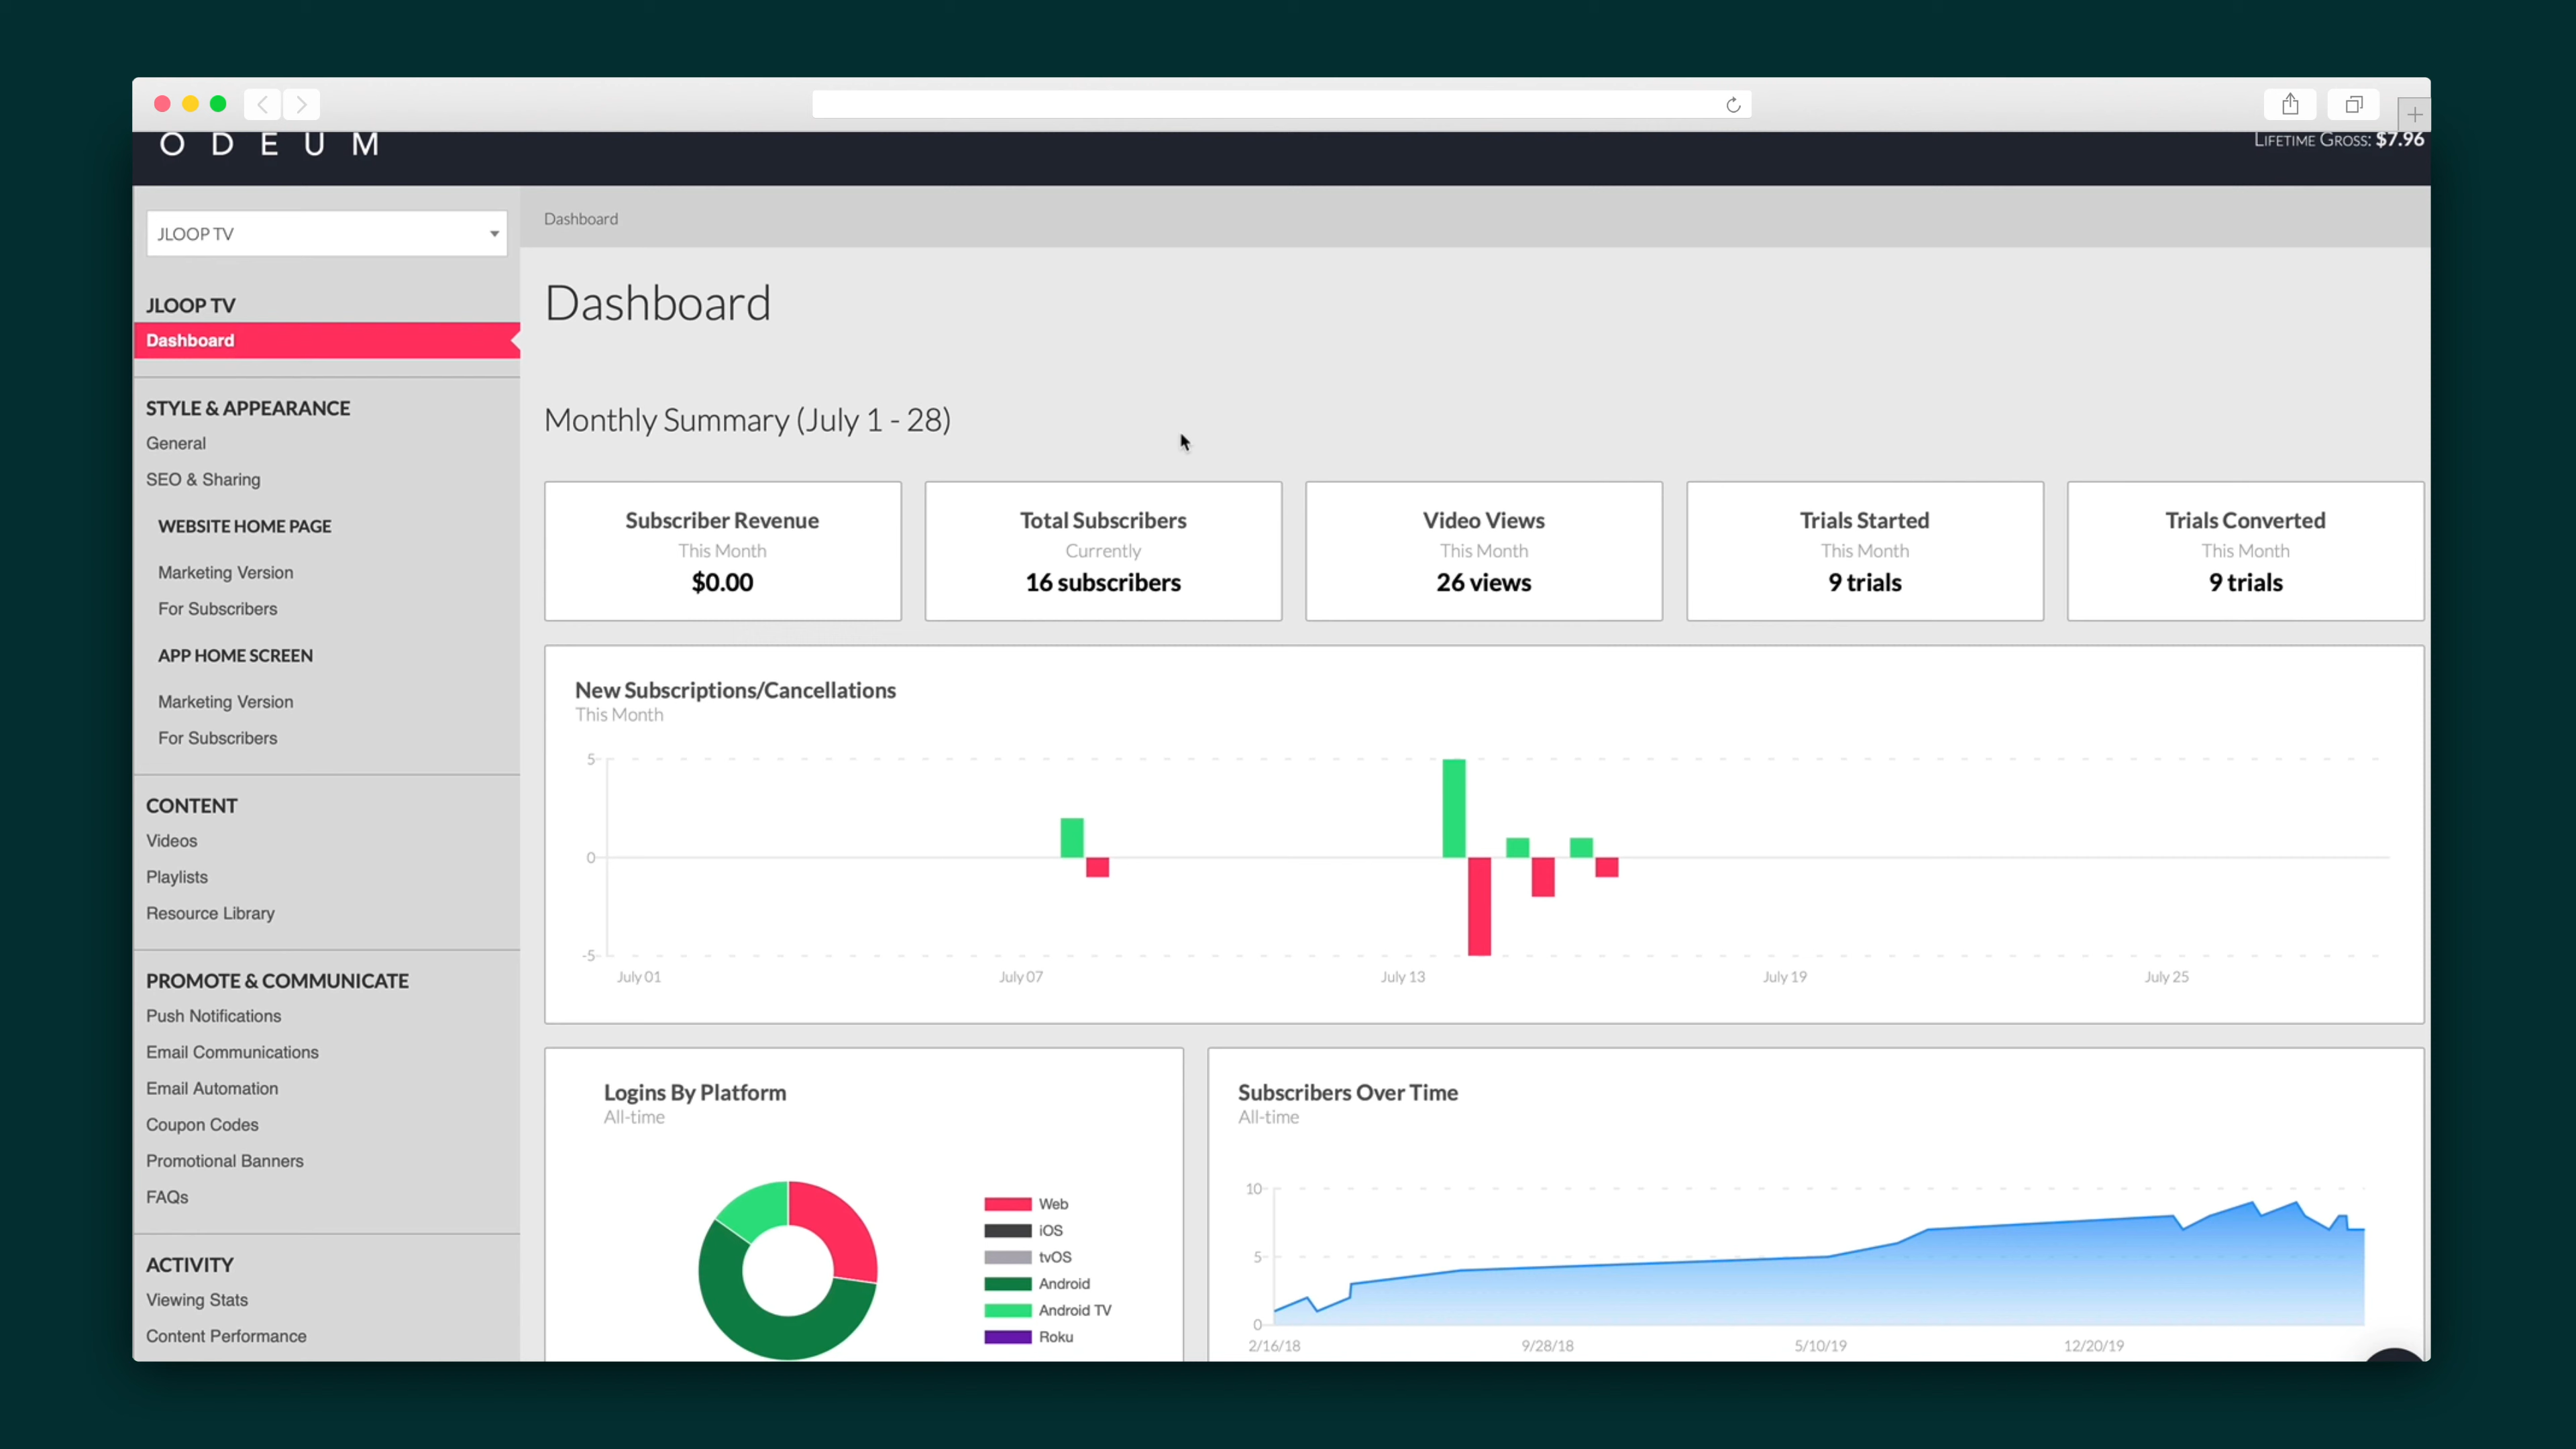 ODEUM
LIFETIME GROSS: $7.96
JLOOP TV
Dashboard
JLOOP TV
Dashboard
STYLE & APPEARANCE
General
SEO & Sharing
WEBSITE HOME PAGE
Marketing Version
For Subscribers
APP HOME SCREEN
Marketing Version
For Subscribers
CONTENT
Videos
Playlists
Resource Library
PROMOTE & COMMUNICATE
Push Notifications
Email Communications
Email Automation
Coupon Codes
Promotional Banners
FAQs
ACTIVITY
Viewing Stats
Content Performance
Dashboard
Monthly Summary (July 1 - 28)
Subscriber Revenue
This Month
$0.00
Total Subscribers
Currently
16 subscribers
Video Views
This Month
26 views
Trials Started
This Month
9 trials
Trials Converted
This Month
9 trials
New Subscriptions/Cancellations
This Month
5
0
-5
July 01
July 07
July 13
July 19
July 25
Logins By Platform
All-time
Web
iOS
tvOS
Android
Android TV
Roku
Subscribers Over Time
All-time
10
5
0
2/16/18
9/28/18
5/10/19
12/20/19